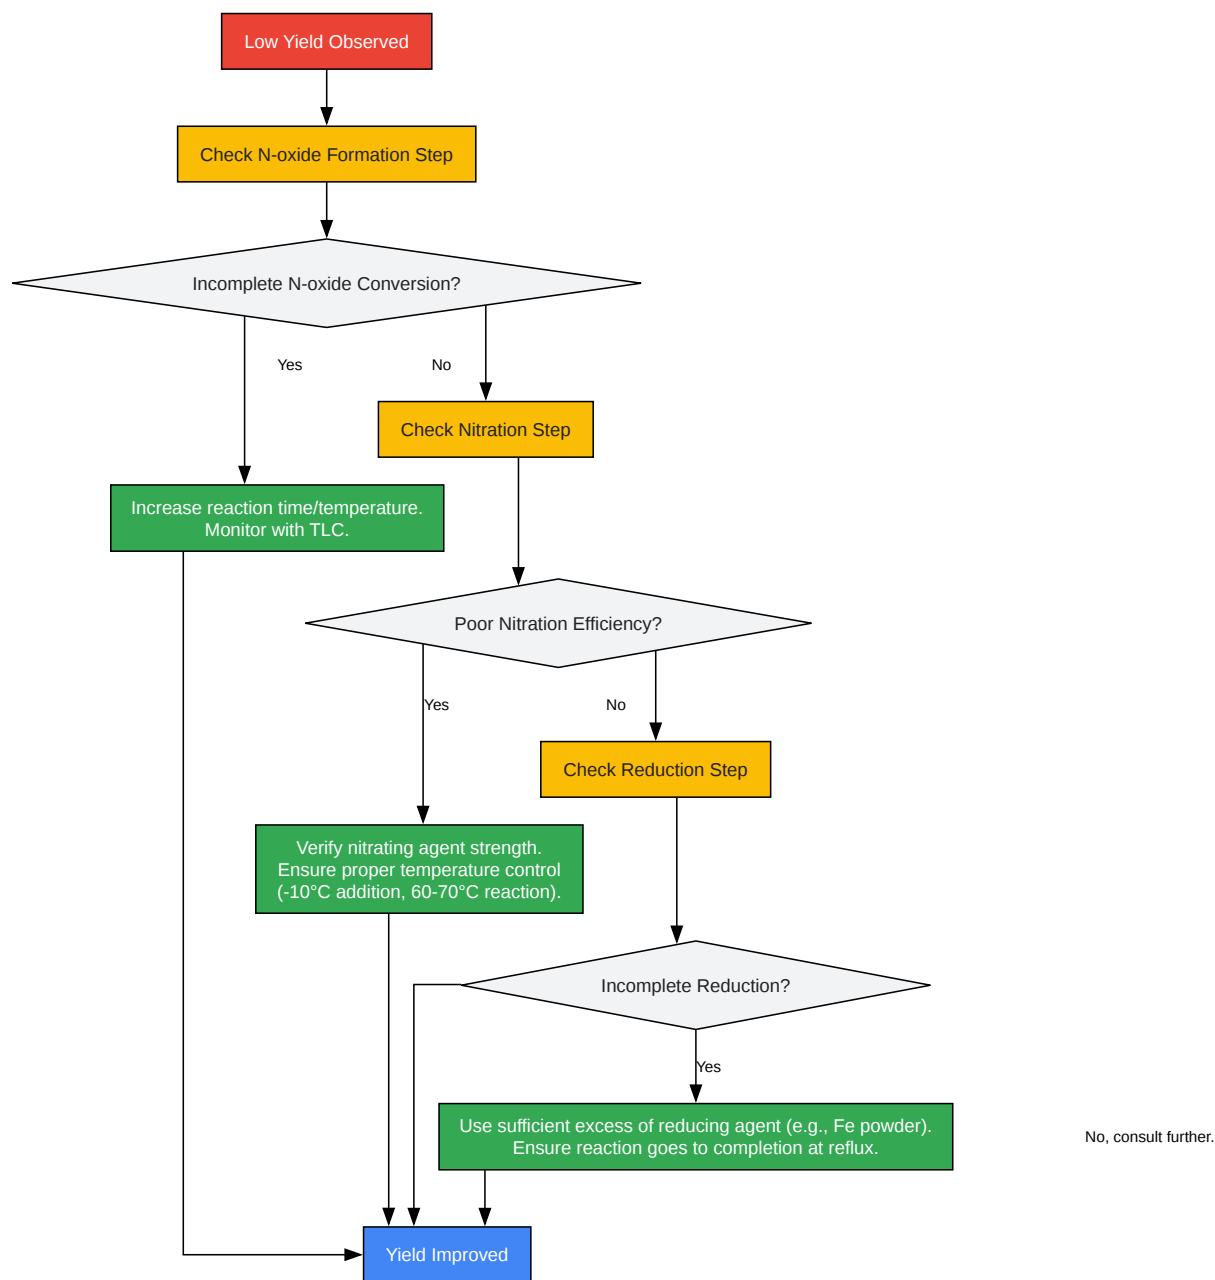 Low Yield Observed
Check N-oxide Formation Step
Incomplete N-oxide Conversion?
Yes
No
Check Nitration Step
Increase reaction time/temperature.
Monitor with TLC.
Poor Nitration Efficiency?
Yes
No
Check Reduction Step
Verify nitrating agent strength.
Ensure proper temperature control
(-10°C addition, 60-70°C reaction).
Incomplete Reduction?
Yes
Use sufficient excess of reducing agent (e.g., Fe powder).
Ensure reaction goes to completion at reflux.
No, consult further.
Yield Improved